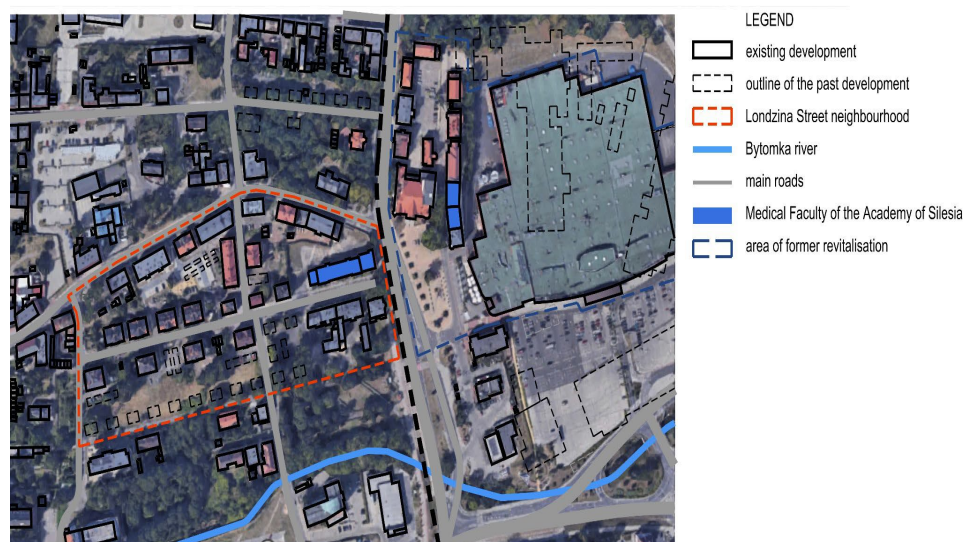 LEGEND
existing development
outline of the past development
Londzina Street neighbourhood
Bytomka river
main roads
Medical Faculty of the Academy of Silesia
area of former revitalisation